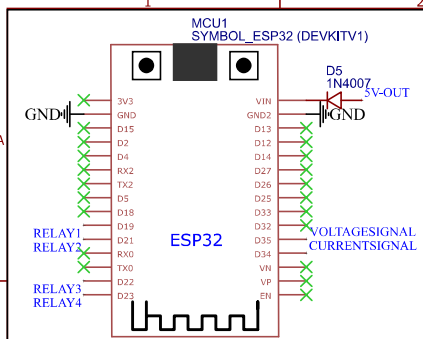 1
2
MCU1
SYMBOL_ESP32 (DEVKITV1)
D5
1N4007
5V-OUT
3V3 VIN
GND GND GND2 GND
D15 D13
D2 D12
D4 D14
RX2 D27
TX2 D26
D5 D25
D18 D33
RELAY1 D19 D32 VOLTAGESIGNAL
RELAY2 D21 ESP32 D35 CURRENTSIGNAL
RX0 D34
TX0 VN
RELAY3 D22 VP
RELAY4 D23 EN
A